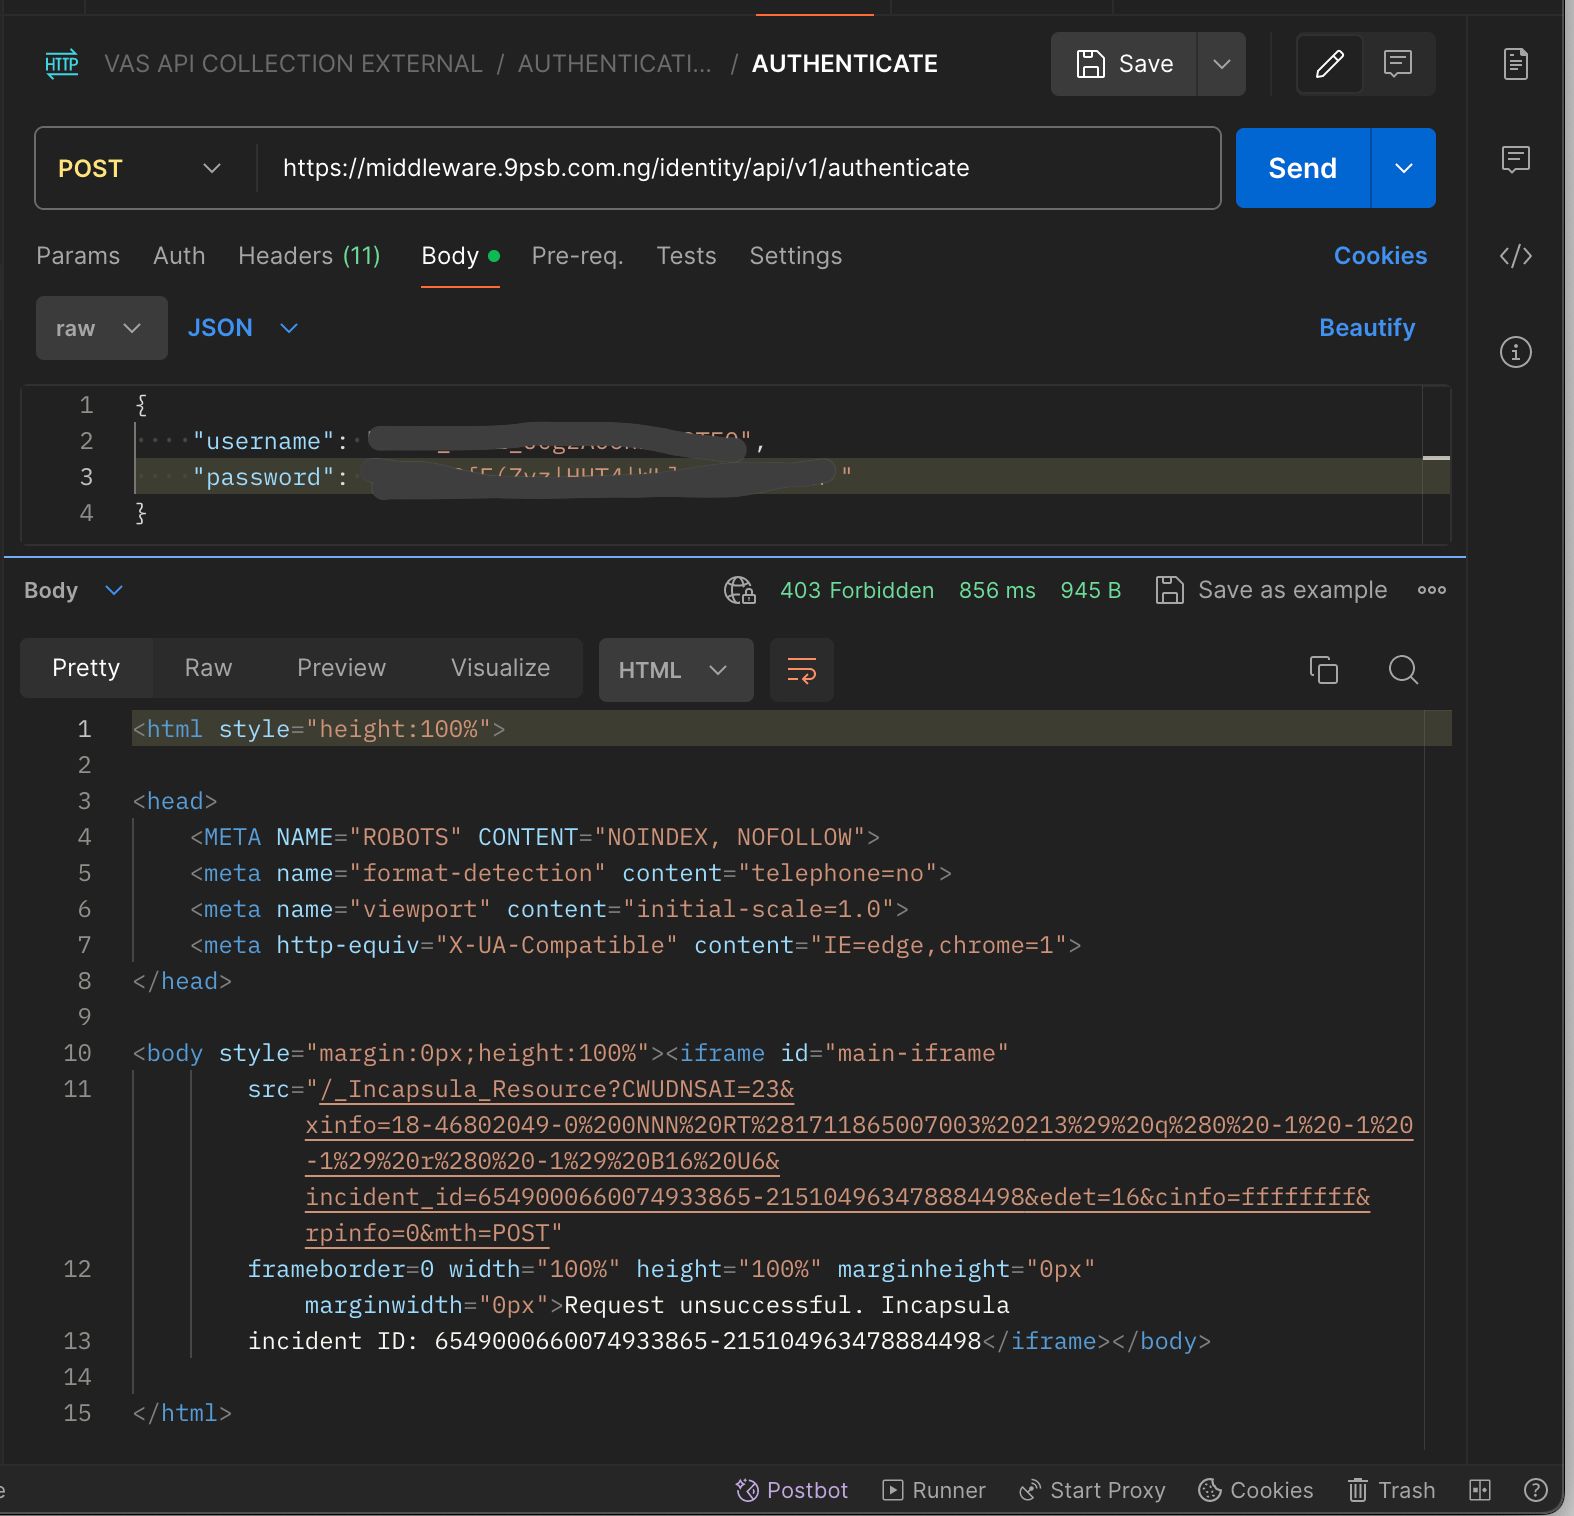 HTTP VAS API COLLECTION EXTERNAL / AUTHENTICATI... / AUTHENTICATE Save
POST https://middleware.9psb.com.ng/identity/api/v1/authenticate Send
Params Auth Headers (11) Body Pre-req. Tests Settings Cookies
raw JSON Beautify
1 {
2 "username": ",
3 "password": "
4 }
Body 403 Forbidden 856 ms 945 B Save as example
Pretty Raw Preview Visualize HTML
1 <html style="height:100%">
2
3 <head>
4 <META NAME="ROBOTS" CONTENT="NOINDEX, NOFOLLOW">
5 <meta name="format-detection" content="telephone=no">
6 <meta name="viewport" content="initial-scale=1.0">
7 <meta http-equiv="X-UA-Compatible" content="IE=edge,chrome=1">
8 </head>
9
10 <body style="margin:0px;height:100%"><iframe id="main-iframe"
11 src="/_Incapsula_Resource?CWUDNSAI=23&
xinfo=18-46802049-0%200NNN%20RT%281711865007003%20213%29%20q%280%20-1%20-1%20
-1%29%20r%280%20-1%29%20B16%20U6&
incident_id=6549000660074933865-215104963478884498&edet=16&cinfo=ffffffff&
rpinfo=0&mth=POST"
12 frameborder=0 width="100%" height="100%" marginheight="0px"
marginwidth="0px">Request unsuccessful. Incapsula
13 incident ID: 6549000660074933865-215104963478884498</iframe></body>
14
15 </html>
Postbot Runner Start Proxy Cookies Trash